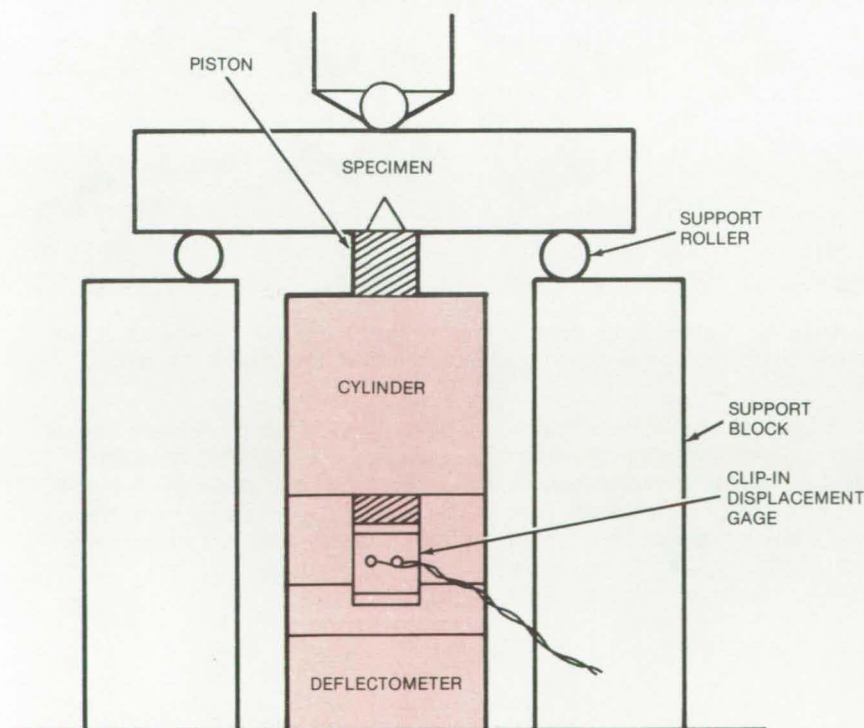 PISTON
SPECIMEN
SUPPORT
ROLLER
CYLINDER
SUPPORT
BLOCK
CLIP-IN
DISPLACEMENT
GAGE
DEFLECTOMETER